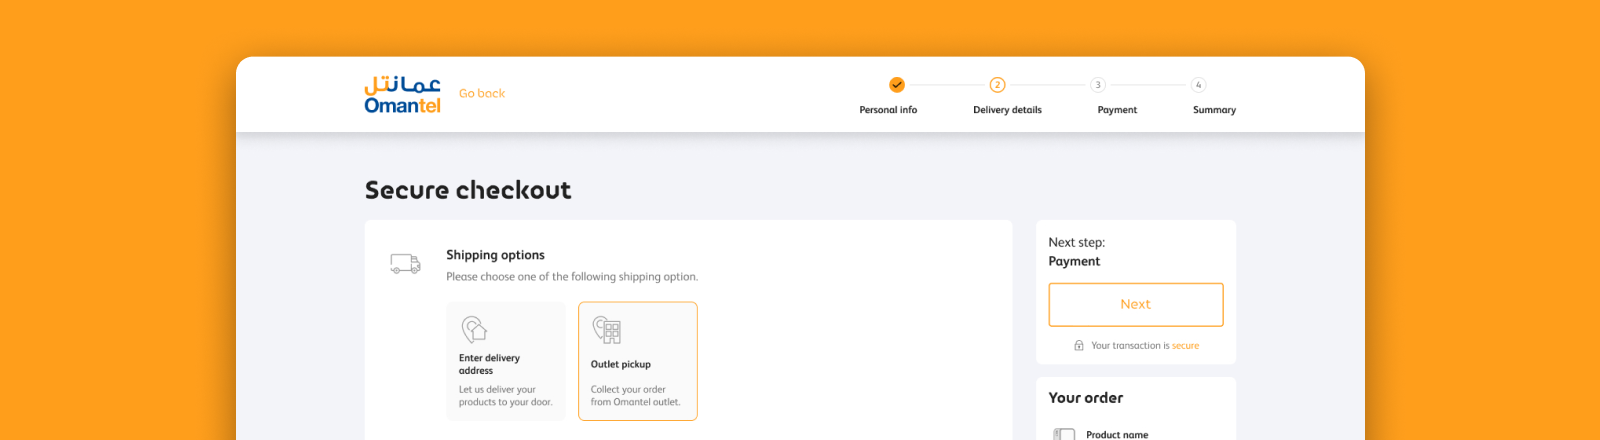 عمانتل
Omantel
Go back
2
3
4
Personal info
Delivery details
Payment
Summary
Secure checkout
Shipping options
Please choose one of the following shipping option.
Enter delivery
address
Let us deliver your
products to your door.
Outlet pickup
Collect your order
from Omantel outlet.
Next step:
Payment
Next
Your transaction is secure
Your order
Product name